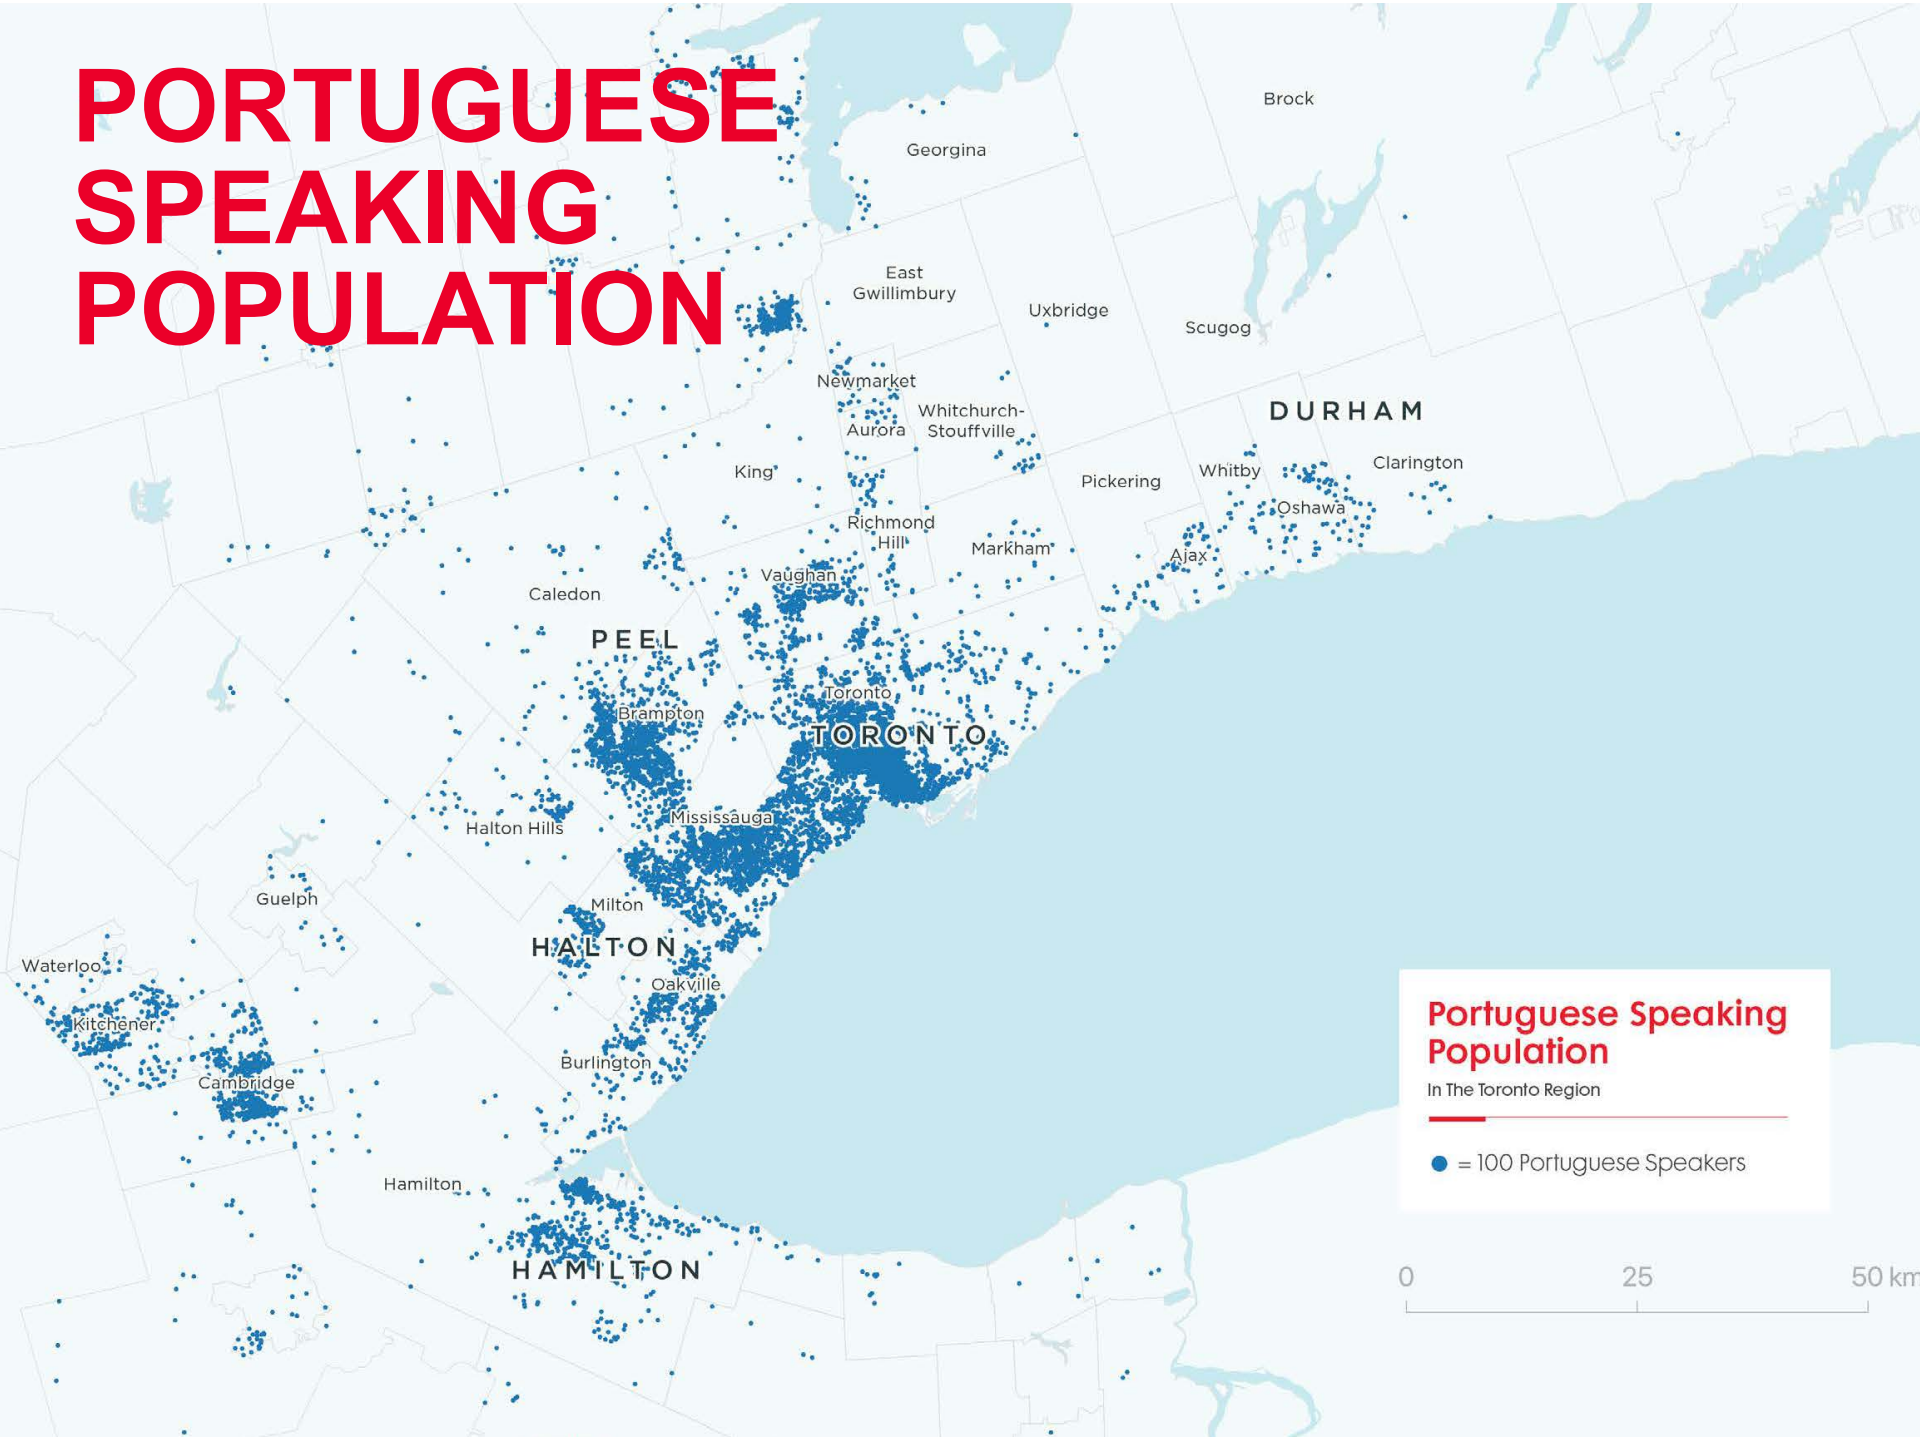 PORTUGUESE
SPEAKING
POPULATION
Brock
Georgina
East
Gwillimbury
Uxbridge
Scugog
Newmarket
Whitchurch-
Stouffville
Aurora
DURHAM
King
Pickering
Whitby
Clarington
Oshawa
Richmond
Hill
Markham
Ajax
Vaughan
Caledon
PEEL
Toronto
Brampton
TORONTO
Mississauga
Halton Hills
Guelph
Milton
HALTON
Waterloo
Oakville
Kitchener
Burlington
Cambridge
Hamilton
HAMILTON
Portuguese Speaking
Population
In The Toronto Region
= 100 Portuguese Speakers
0 25 50 km